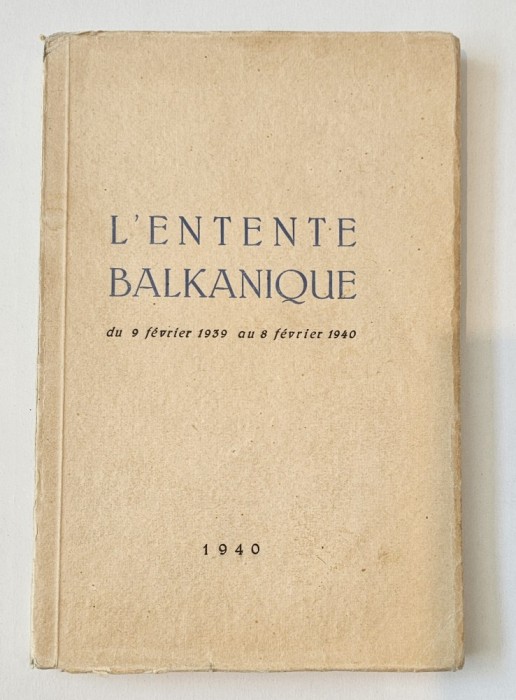 L'ENTENTE
BALKANIQUE
du 9 février 1939 au 8 février 1940
1940